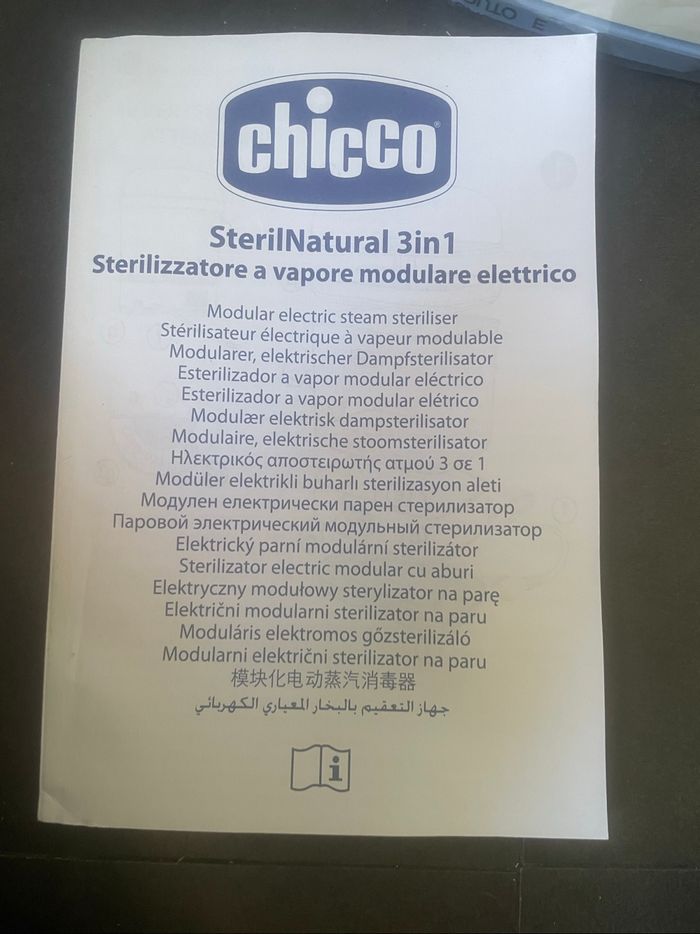 chicco®
SterilNatural 3in1
Sterilizzatore a vapore modulare elettrico
Modular electric steam steriliser
Stérilisateur électrique à vapeur modulable
Modularer, elektrischer Dampfsterilisator
Esterilizador a vapor modular eléctrico
Esterilizador a vapor modular elétrico
Modulær elektrisk dampsterilisator
Modulaire, elektrische stoomsterilisator
Ηλεκτρικός αποστειρωτής ατμού 3 σε 1
Modüler elektrikli buharlı sterilizasyon aleti
Модулен електрически парен стерилизатор
Паровой электрический модульный стерилизатор
Elektrický parní modulární sterilizátor
Sterilizator electric modular cu aburi
Elektryczny modułowy sterylizator na parę
Električni modularni sterilizator na paru
Moduláris elektromos gőzsterilizáló
Modularni električni sterilizator na paru
模块化电动蒸汽消毒器
جهاز التعقيم بالبخار المعياري الكهربائي
i